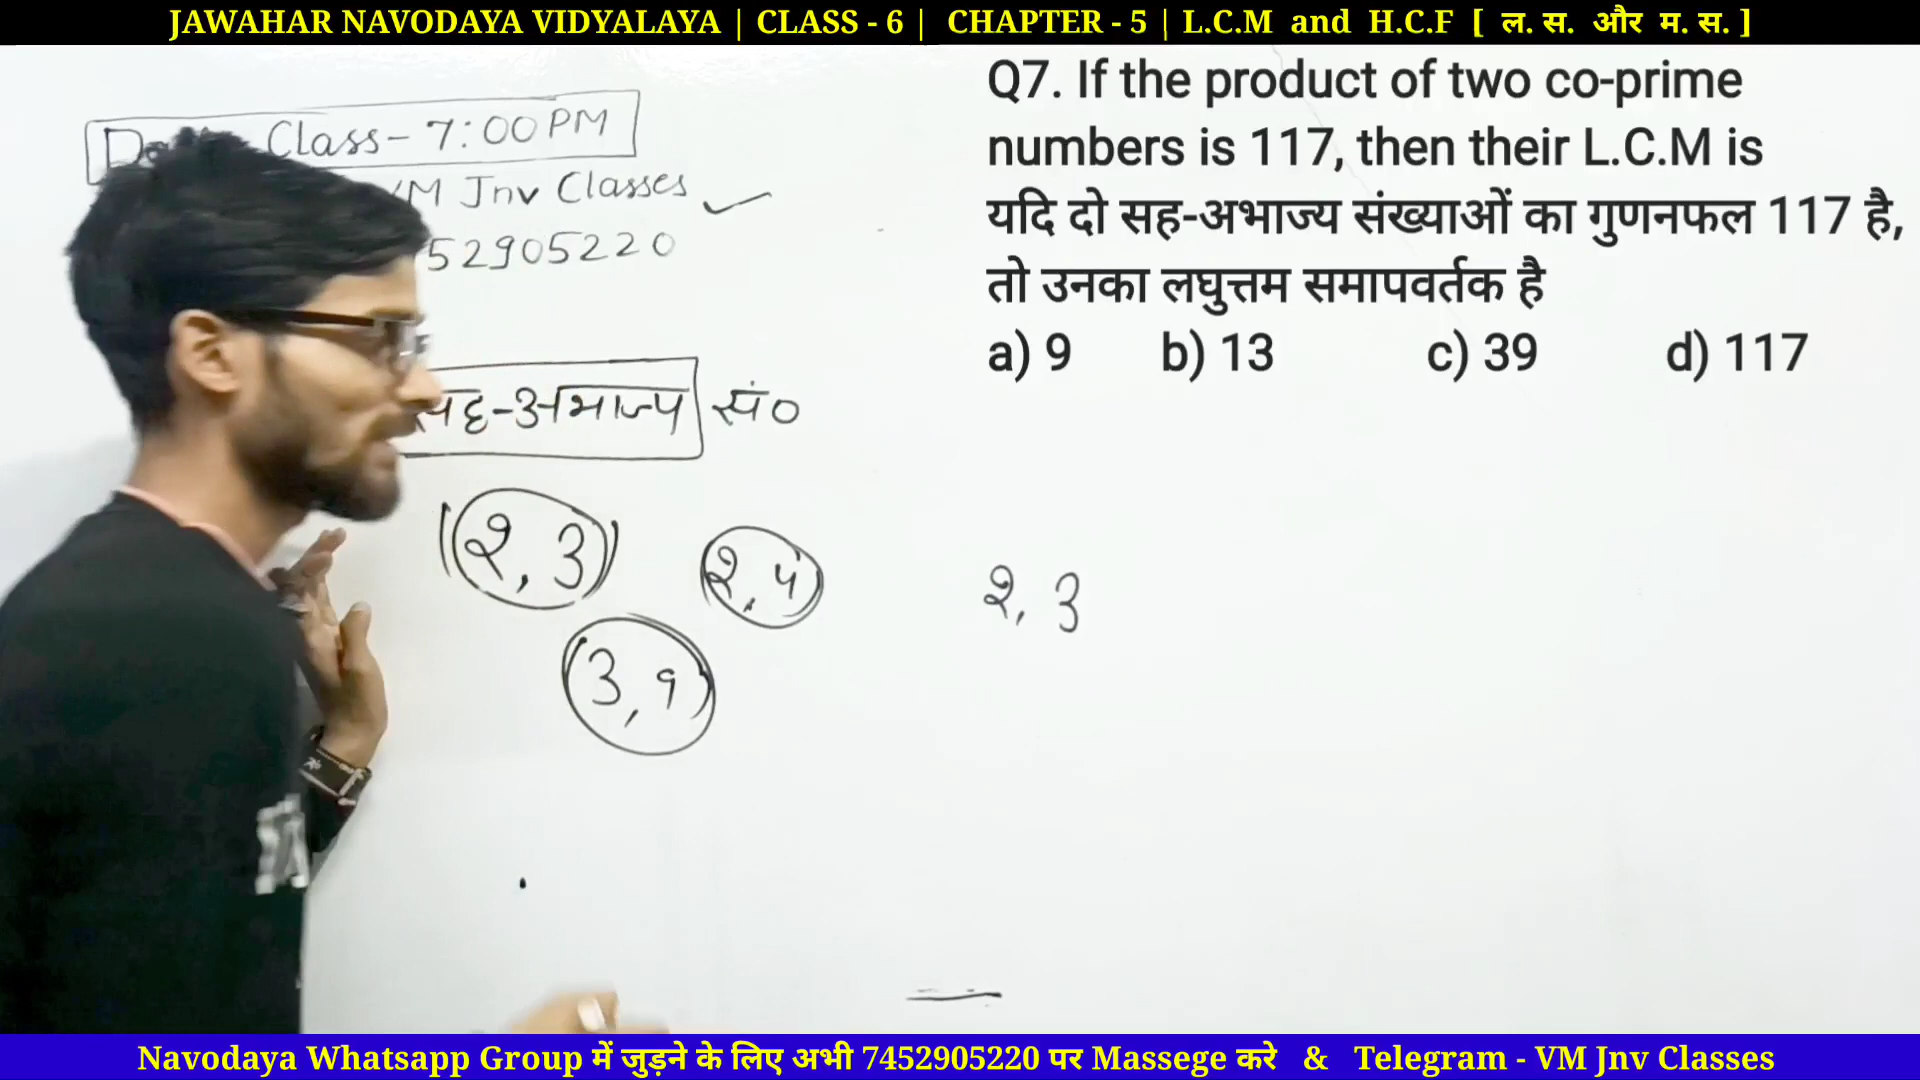 JAWAHAR NAVODAYA VIDYALAYA | CLASS - 6 | CHAPTER - 5 | L.C.M and H.C.F [ ल. स. और म. स. ]
Class- 7:00 PM
M Jnv Classes
52905220
सह-अभाज्य सं०
2, 3
2, 4
3, 9
Q7. If the product of two co-prime
numbers is 117, then their L.C.M is
यदि दो सह-अभाज्य संख्याओं का गुणनफल 117 है,
तो उनका लघुत्तम समापवर्तक है
a) 9 b) 13 c) 39 d) 117
2, 3
Navodaya Whatsapp Group में जुड़ने के लिए अभी 7452905220 पर Massege करे & Telegram - VM Jnv Classes